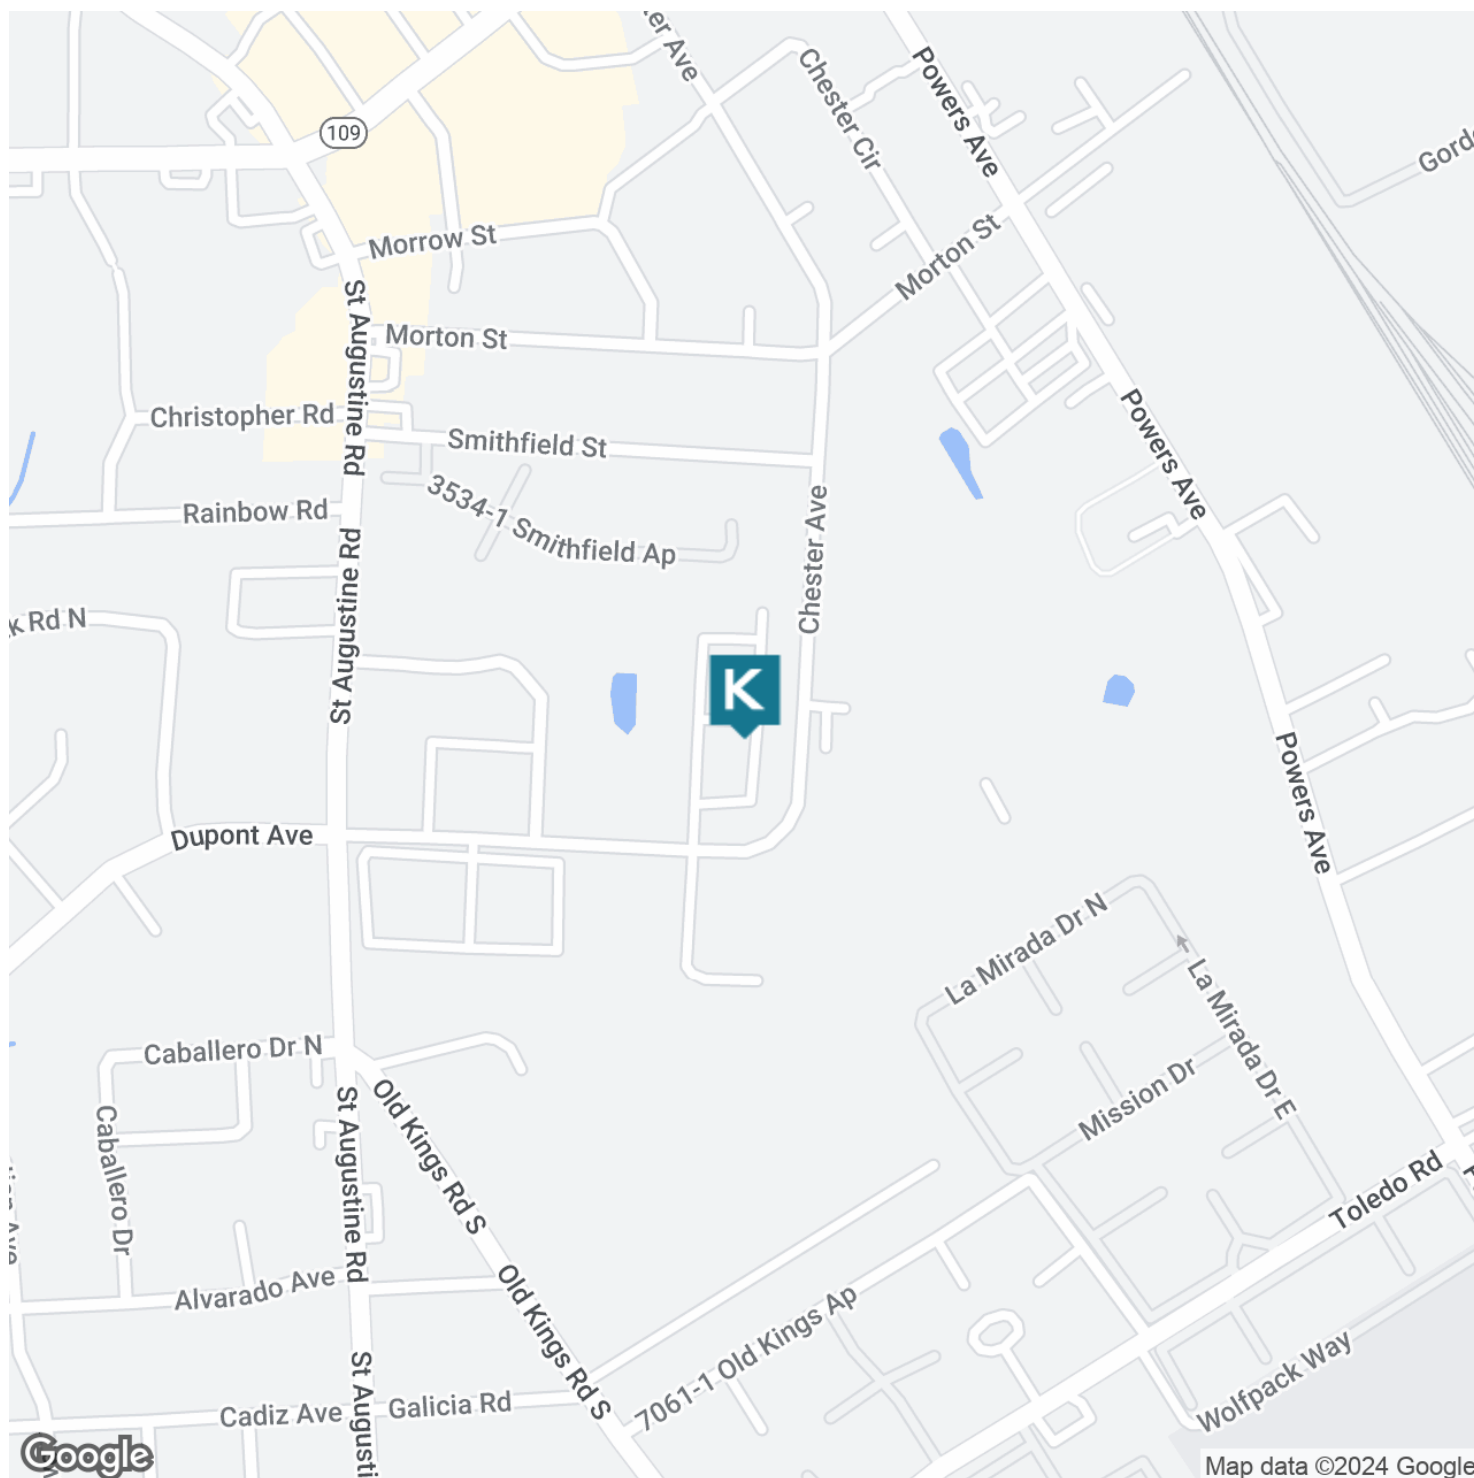 ter Ave
Chester Cir
Powers Ave
109
Gord
Morrow St
Morton St
St Augustine Rd
Morton St
Christopher Rd
Smithfield St
Powers Ave
3534-1 Smithfield Ap
Rainbow Rd
Chester Ave
St Augustine Rd
k Rd N
K
Powers Ave
Dupont Ave
La Mirada Dr N
La Mirada Dr E
Caballero Dr N
Mission Dr
Old Kings Rd S
St Augustine Rd
Caballero Dr
Toledo Rd
Alvarado Ave
Old Kings Rd S
7061-1 Old Kings Ap
Wolfpack Way
St Augusti
Galicia Rd
Cadiz Ave
Google
Map data ©2024 Google